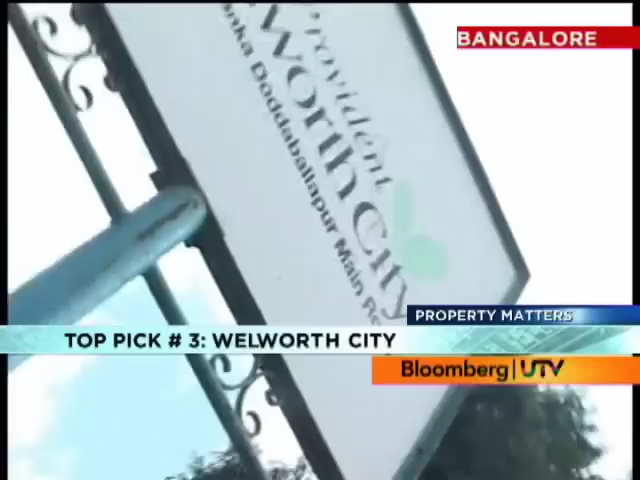 BANGALORE
Provident
Worth City
Doddaballapur Main
PROPERTY MATTERS
TOP PICK # 3: WELWORTH CITY
Bloomberg | UTV